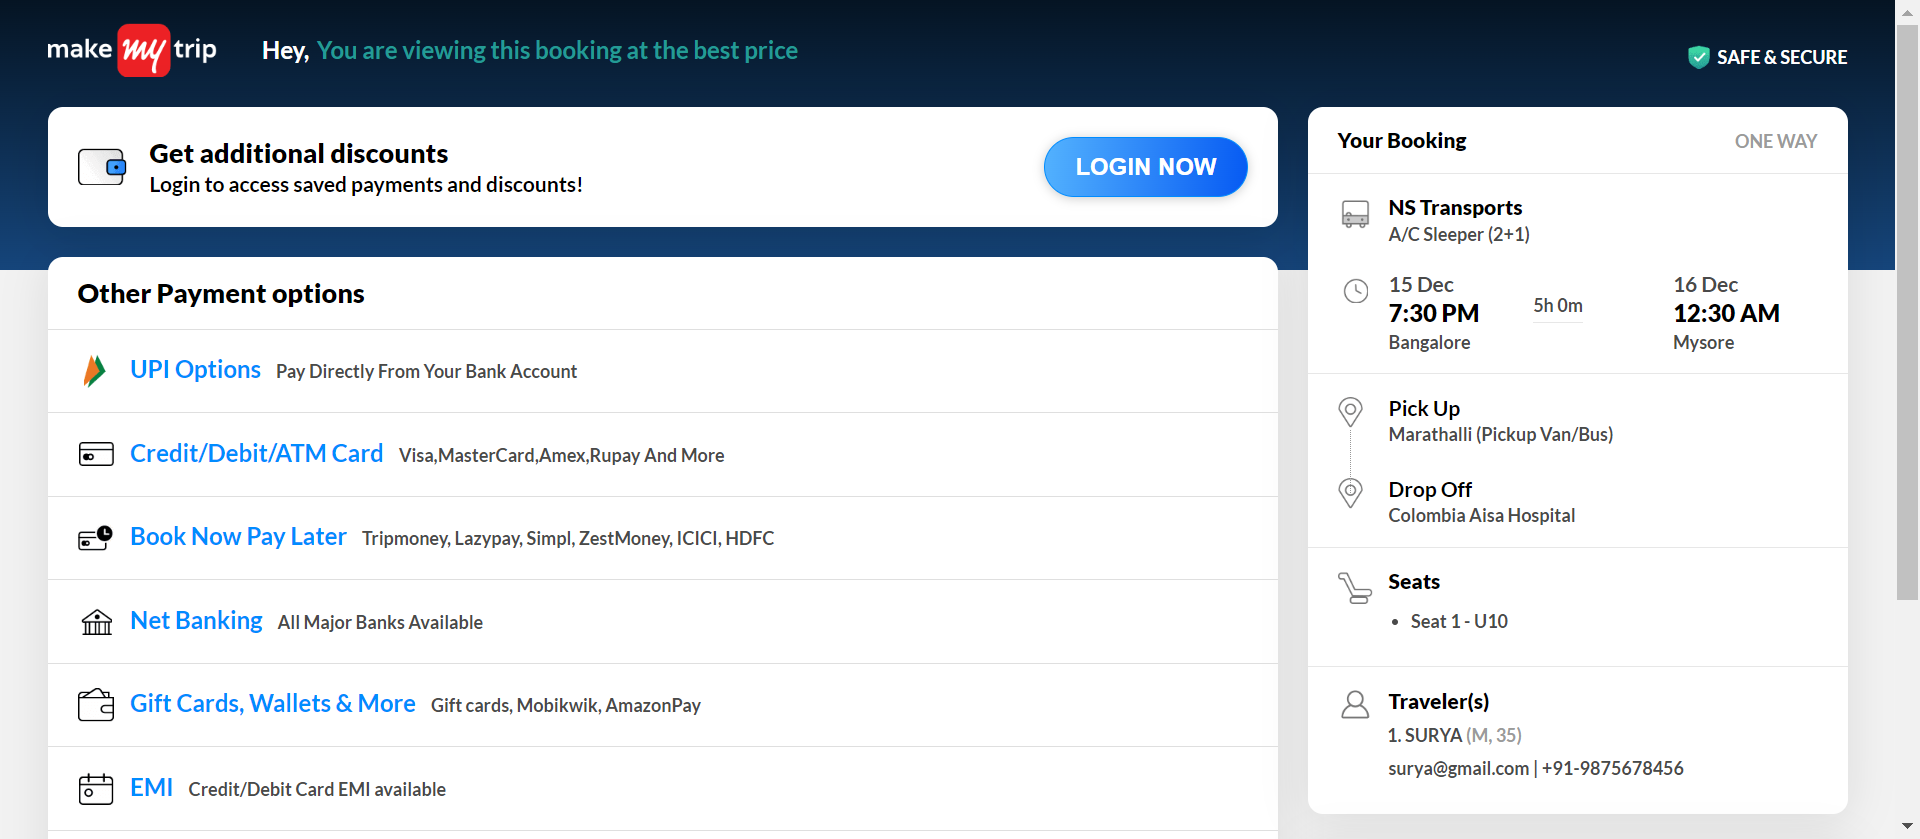 make my trip
Hey, You are viewing this booking at the best price
SAFE & SECURE
Get additional discounts
Login to access saved payments and discounts!
LOGIN NOW
Other Payment options
UPI Options Pay Directly From Your Bank Account
Credit/Debit/ATM Card Visa,MasterCard,Amex,Rupay And More
Book Now Pay Later Tripmoney, Lazypay, Simpl, ZestMoney, ICICI, HDFC
Net Banking All Major Banks Available
Gift Cards, Wallets & More Gift cards, Mobikwik, AmazonPay
EMI Credit/Debit Card EMI available
Your Booking ONE WAY
NS Transports
A/C Sleeper (2+1)
15 Dec 16 Dec
7:30 PM 5h 0m 12:30 AM
Bangalore Mysore
Pick Up
Marathalli (Pickup Van/Bus)
Drop Off
Colombia Aisa Hospital
Seats
• Seat 1 - U10
Traveler(s)
1. SURYA (M, 35)
surya@gmail.com | +91-9875678456